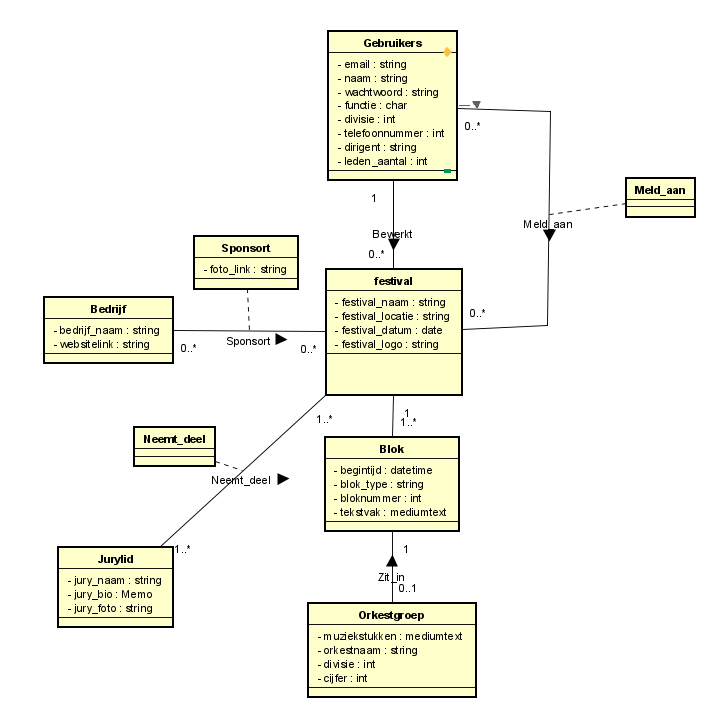 Gebruikers
- email : string
- naam : string
- wachtwoord : string
- functie : char
- divisie : int
- telefoonnummer : int
- dirigent : string
- leden_aantal : int
0..*
Meld_aan
1
Meld_aan
Bewerkt
0..*
Sponsort
- foto_link : string
festival
- festival_naam : string
- festival_locatie : string
- festival_datum : date
- festival_logo : string
0..*
Bedrijf
- bedrijf_naam : string
- websitelink : string
0..*
Sponsort
0..*
1..*
1
1..*
Neemt_deel
Neemt_deel
Blok
- begintijd : datetime
- blok_type : string
- bloknummer : int
- tekstvak : mediumtext
1..*
1
Jurylid
- jury_naam : string
- jury_bio : Memo
- jury_foto : string
Zit_in
0..1
Orkestgroep
- muziekstukken : mediumtext
- orkestnaam : string
- divisie : int
- cijfer : int